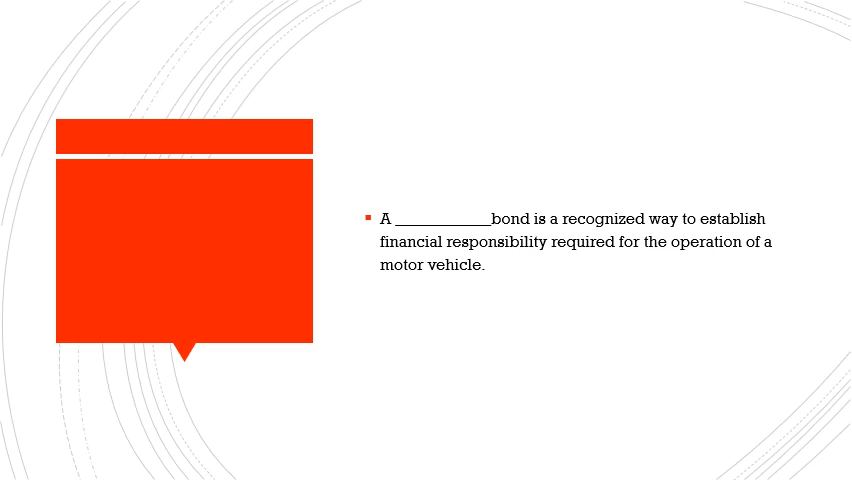 A ____________bond is a recognized way to establish
financial responsibility required for the operation of a
motor vehicle.